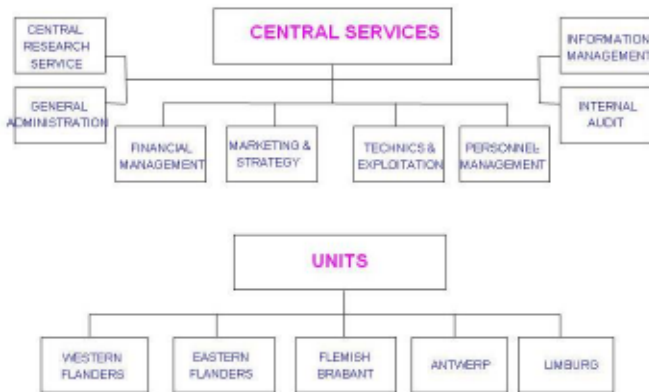 CENTRAL SERVICES
CENTRAL
RESEARCH
SERVICE
INFORMATION
MANAGEMENT
GENERAL
ADMINISTRATION
INTERNAL
AUDIT
FINANCIAL
MANAGEMENT
MARKETING &
STRATEGY
TECHNICS &
EXPLOITATION
PERSONNEL
MANAGEMENT
UNITS
WESTERN
FLANDERS
EASTERN
FLANDERS
FLEMISH
BRABANT
ANTWERP
LIMBURG